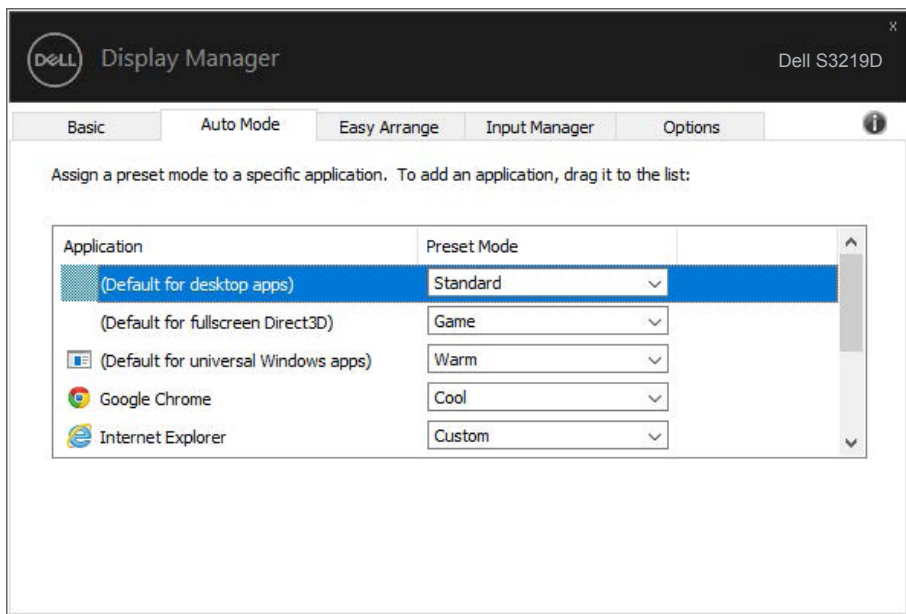 x
DELL Display Manager Dell S3219D
Basic Auto Mode Easy Arrange Input Manager Options
Assign a preset mode to a specific application. To add an application, drag it to the list:
Application Preset Mode
(Default for desktop apps) Standard
(Default for fullscreen Direct3D) Game
(Default for universal Windows apps) Warm
Google Chrome Cool
Internet Explorer Custom